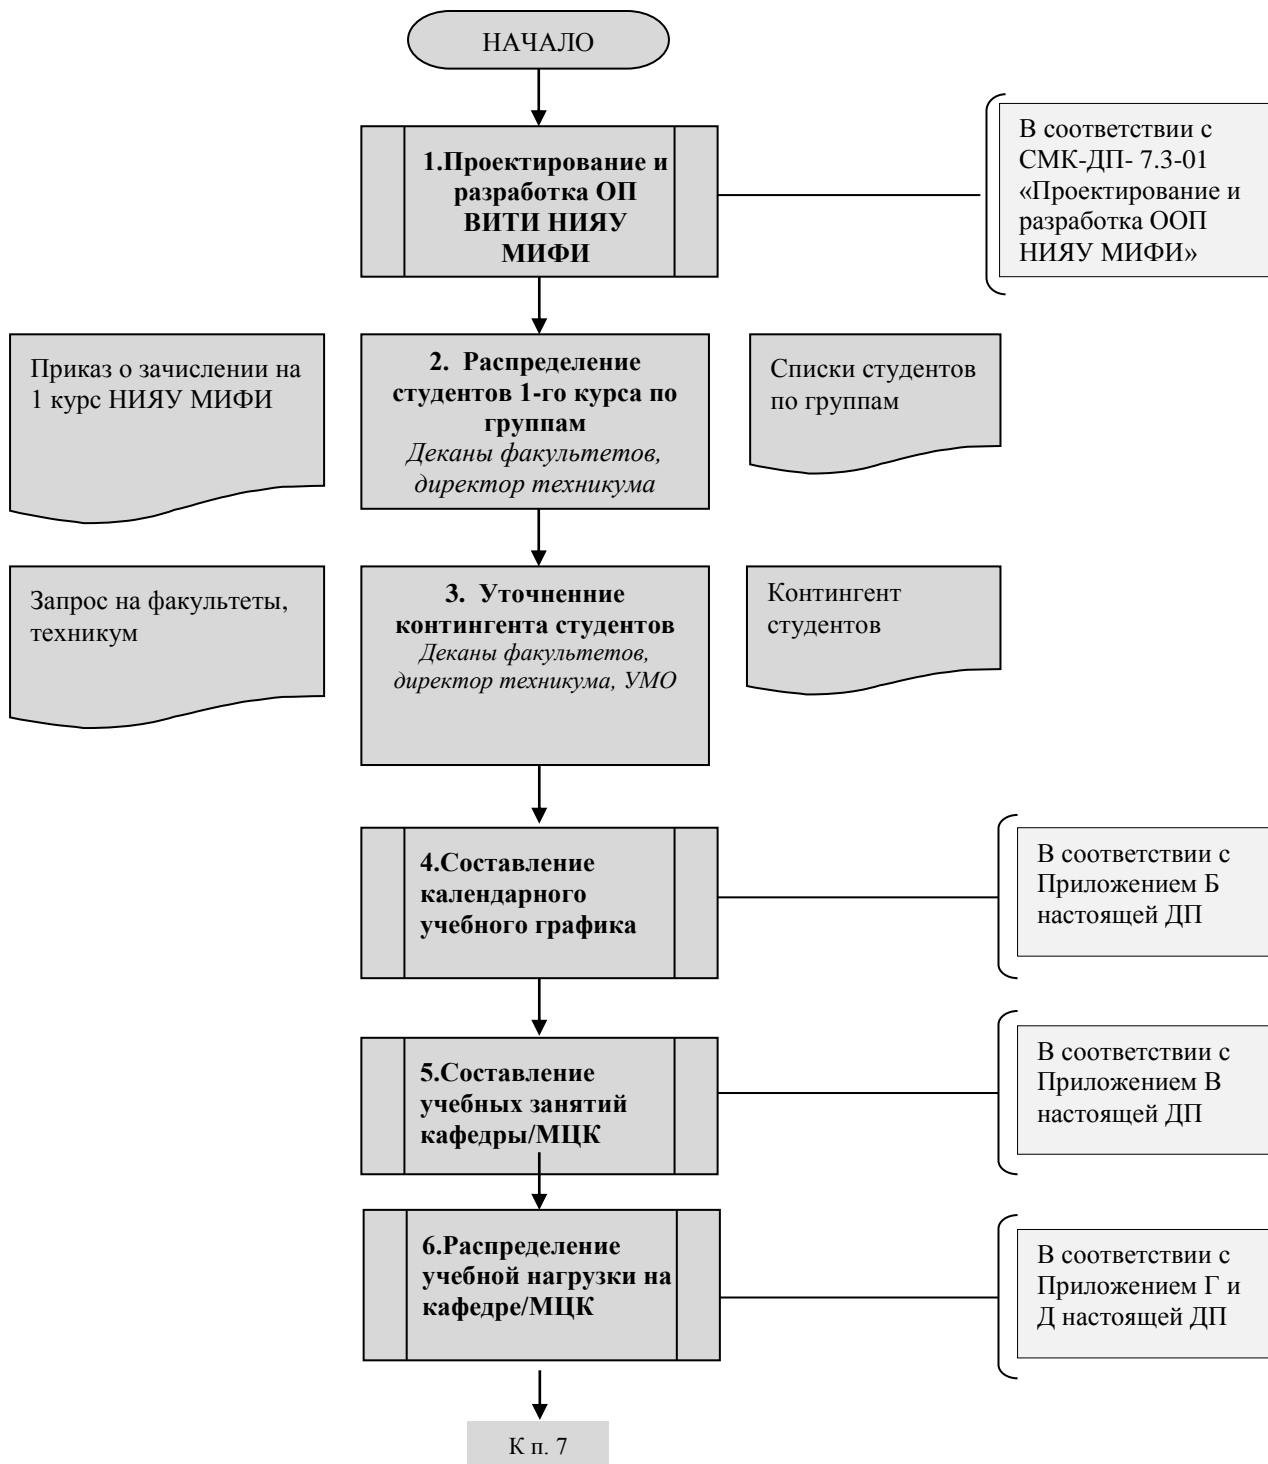 НАЧАЛО
1.Проектирование и
разработка ОП
ВИТИ НИЯУ
МИФИ
В соответствии с
СМК-ДП- 7.3-01
«Проектирование и
разработка ООП
НИЯУ МИФИ»
Приказ о зачислении на
1 курс НИЯУ МИФИ
2. Распределение
студентов 1-го курса по
группам
Деканы факультетов,
директор техникума
Списки студентов
по группам
Запрос на факультеты,
техникум
3. Уточненние
контингента студентов
Деканы факультетов,
директор техникума, УМО
Контингент
студентов
4.Составление
календарного
учебного графика
В соответствии с
Приложением Б
настоящей ДП
5.Составление
учебных занятий
кафедры/МЦК
В соответствии с
Приложением В
настоящей ДП
6.Распределение
учебной нагрузки на
кафедре/МЦК
В соответствии с
Приложением Г и
Д настоящей ДП
К п. 7